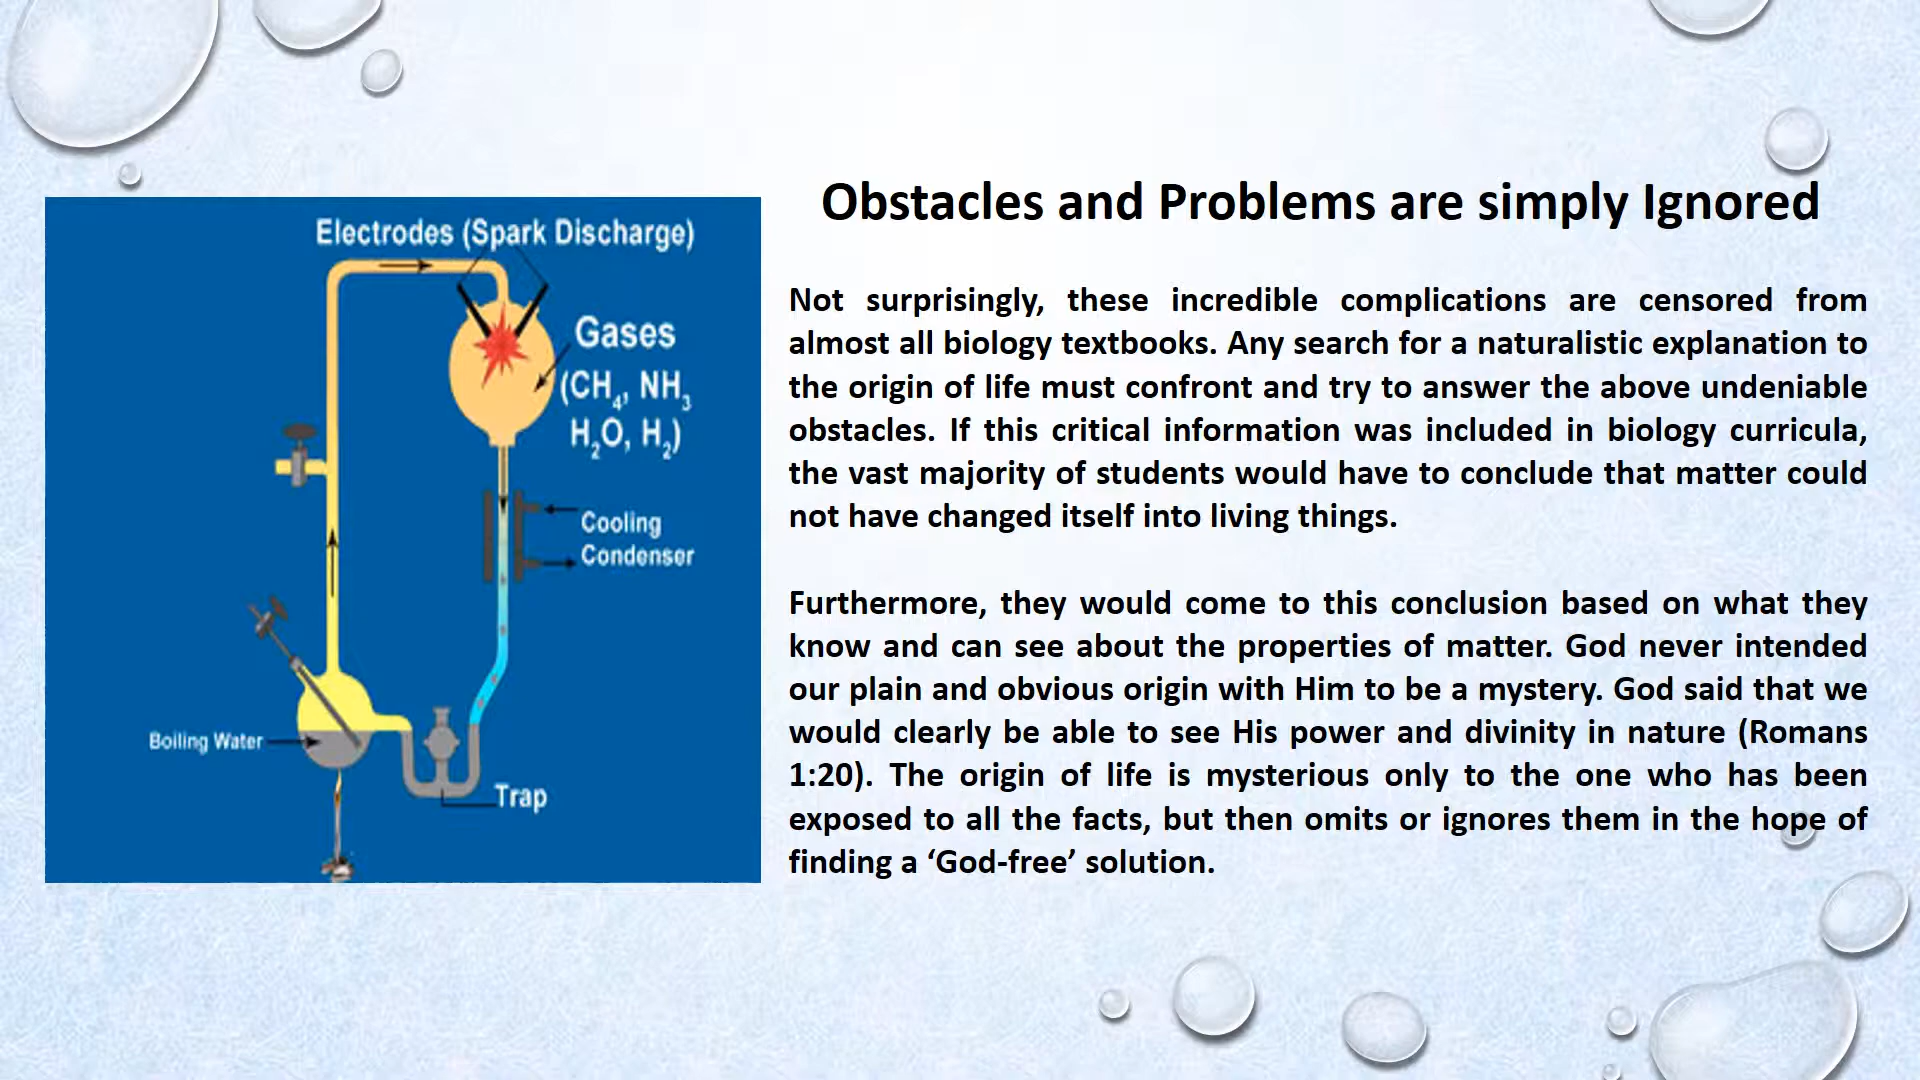 Obstacles and Problems are simply Ignored
Electrodes (Spark Discharge)
Gases
(CH₄, NH₃
H₂O, H₂)
Cooling
Condenser
Boiling Water
Trap
Not surprisingly, these incredible complications are censored from
almost all biology textbooks. Any search for a naturalistic explanation to
the origin of life must confront and try to answer the above undeniable
obstacles. If this critical information was included in biology curricula,
the vast majority of students would have to conclude that matter could
not have changed itself into living things.
Furthermore, they would come to this conclusion based on what they
know and can see about the properties of matter. God never intended
our plain and obvious origin with Him to be a mystery. God said that we
would clearly be able to see His power and divinity in nature (Romans
1:20). The origin of life is mysterious only to the one who has been
exposed to all the facts, but then omits or ignores them in the hope of
finding a ‘God-free’ solution.